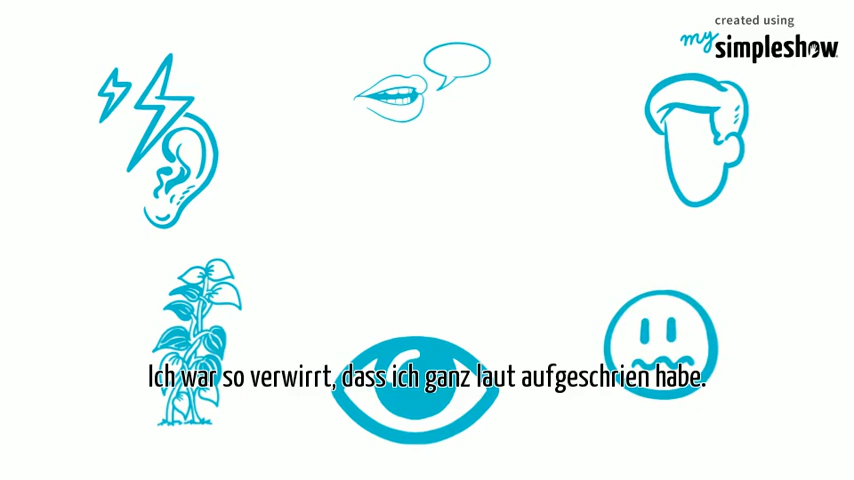 created using
my simpleshow
Ich war so verwirrt, dass ich ganz laut aufgeschrien habe.